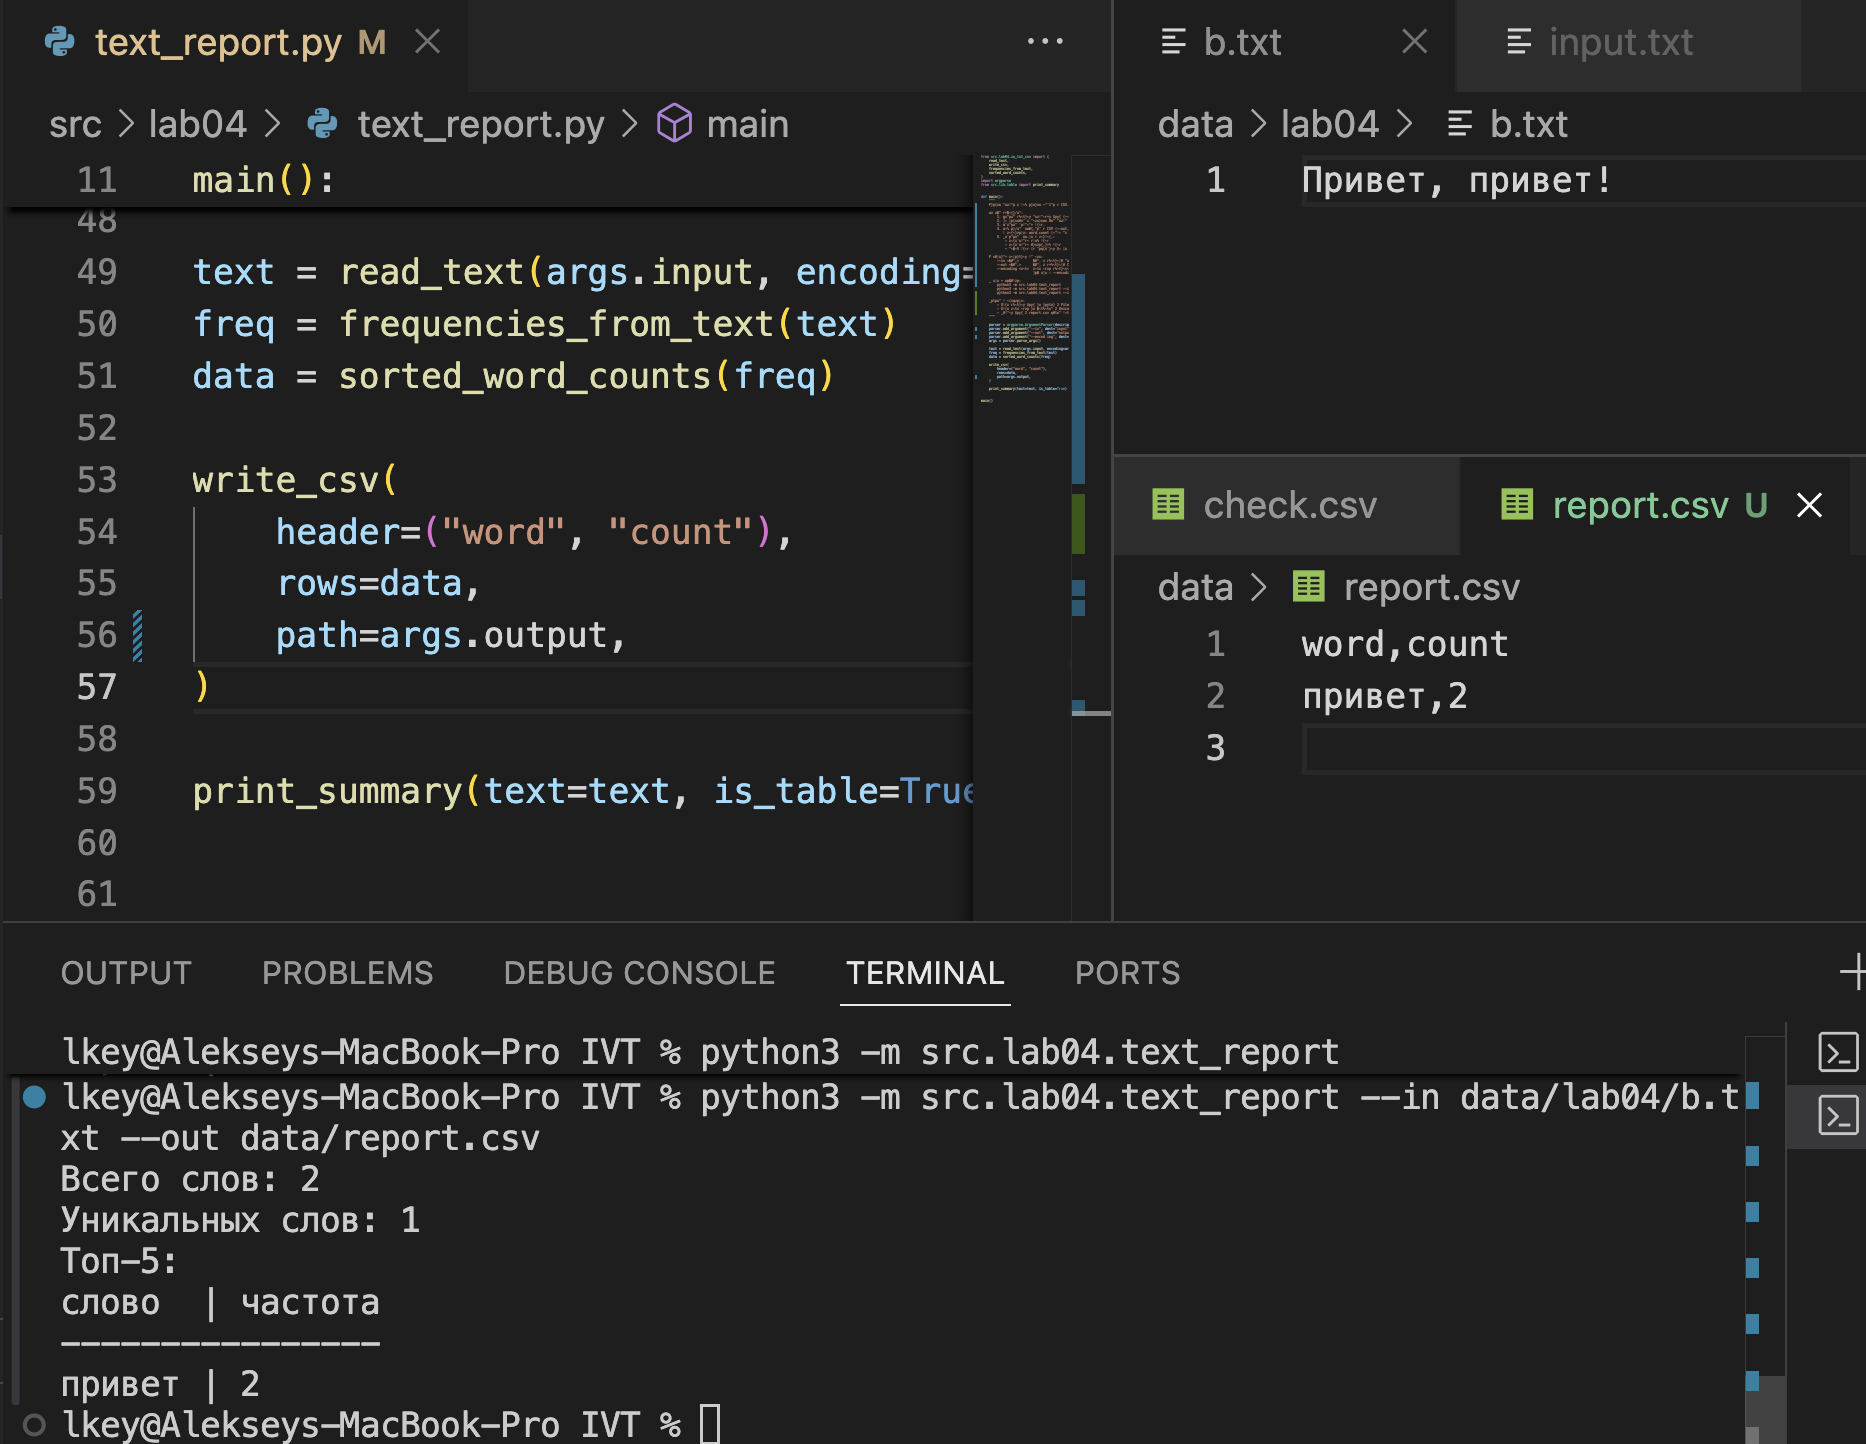 text_report.py M
src > lab04 > text_report.py > main
11 main():
48
49 text = read_text(args.input, encoding=
50 freq = frequencies_from_text(text)
51 data = sorted_word_counts(freq)
52
53 write_csv(
54 header=("word", "count"),
55 rows=data,
56 path=args.output,
57 )
58
59 print_summary(text=text, is_table=True
60
61
b.txt
input.txt
data > lab04 > b.txt
1 Привет, привет!
check.csv
report.csv U
data > report.csv
1 word,count
2 привет,2
3
OUTPUT PROBLEMS DEBUG CONSOLE TERMINAL PORTS
lkey@Alekseys-MacBook-Pro IVT % python3 -m src.lab04.text_report
lkey@Alekseys-MacBook-Pro IVT % python3 -m src.lab04.text_report --in data/lab04/b.t
xt --out data/report.csv
Всего слов: 2
Уникальных слов: 1
Топ-5:
слово | частота
----------------
привет | 2
lkey@Alekseys-MacBook-Pro IVT %